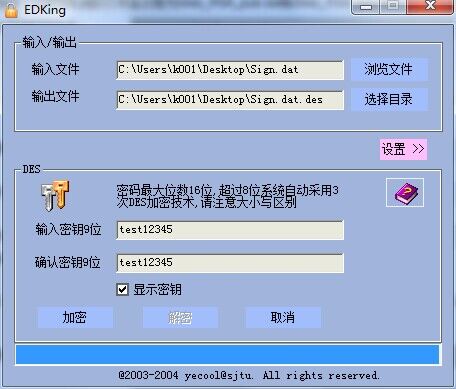 EDKing
输入/输出
输入文件 C:\Users\k001\Desktop\Sign.dat 浏览文件
输出文件 C:\Users\k001\Desktop\Sign.dat.des 选择目录
设置 >>
DES
密码最大位数16位,超过8位系统自动采用3
次DES加密技术,请注意大小写区别
输入密钥9位 test12345
确认密钥9位 test12345
显示密钥
加密 解密 取消
@2003-2004 yecool@sjtu. All rights reserved.